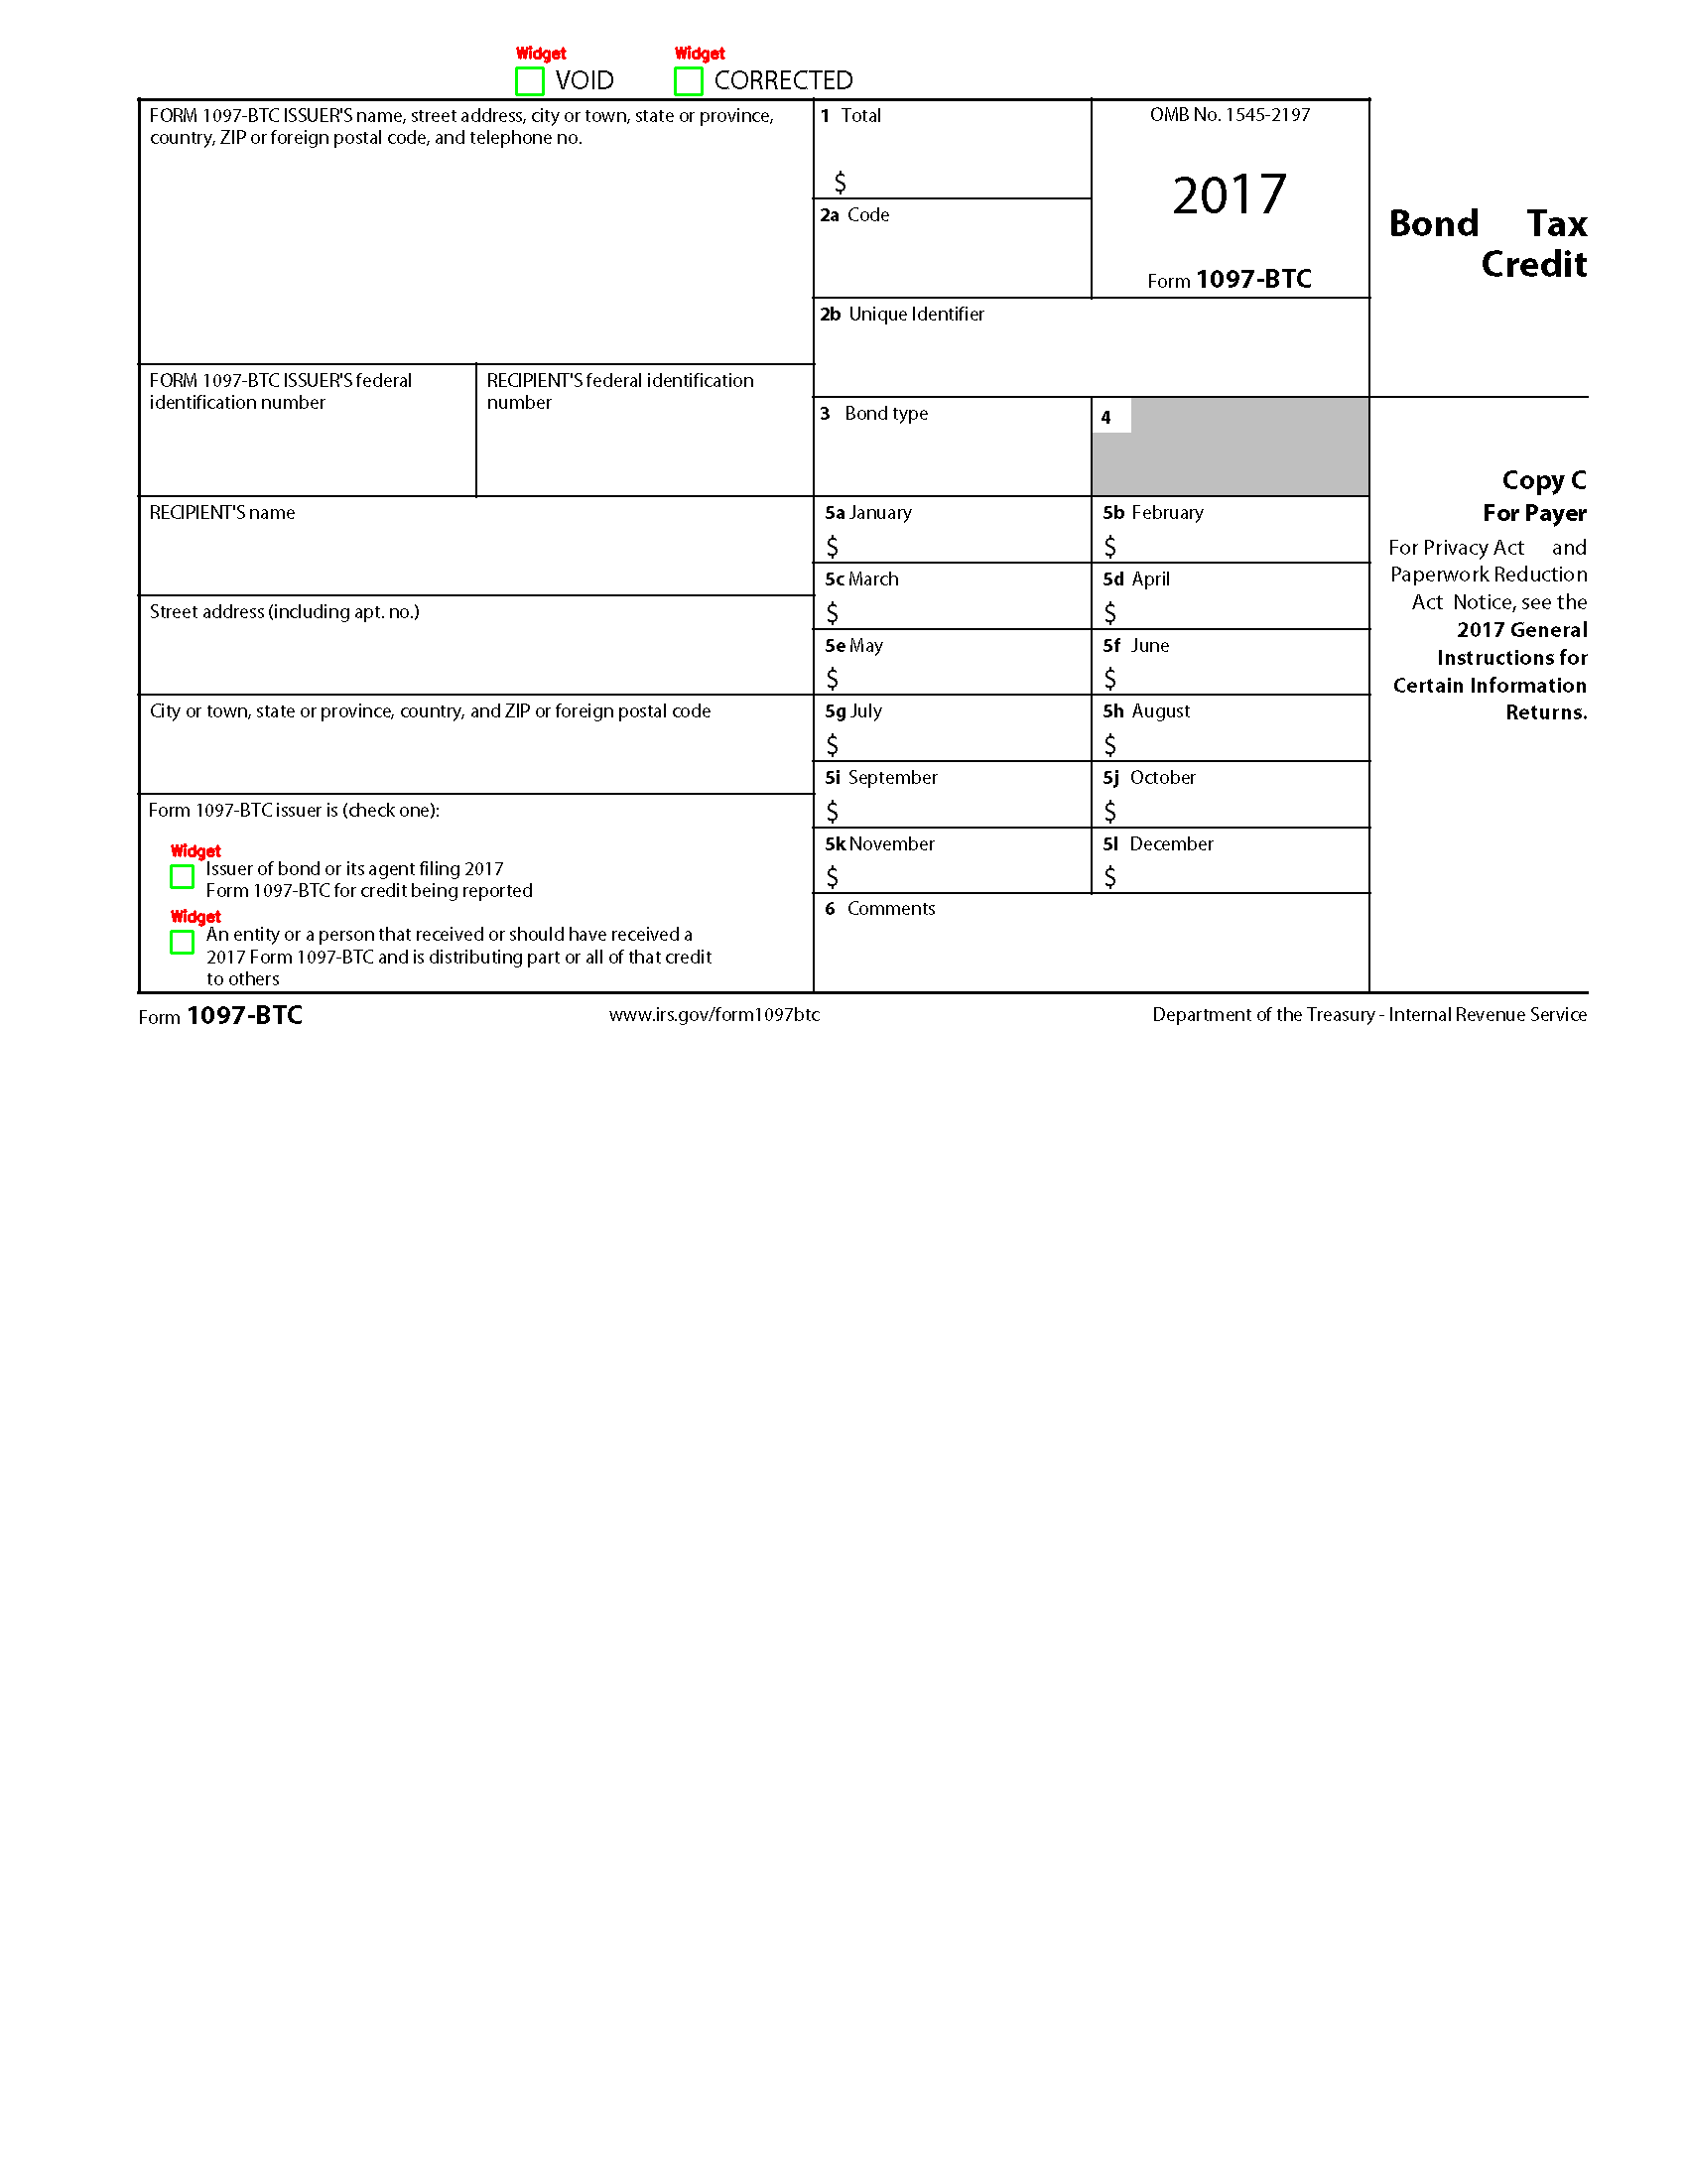 Widget Widget
VOID CORRECTED
FORM 1097-BTC ISSUER'S name, street address, city or town, state or province,
country, ZIP or foreign postal code, and telephone no.
1 Total
$
2a Code
OMB No. 1545-2197
2017
Form 1097-BTC
Bond Tax
Credit
2b Unique Identifier
FORM 1097-BTC ISSUER'S federal
identification number
RECIPIENT'S federal identification
number
3 Bond type
4
Copy C
For Payer
For Privacy Act and
Paperwork Reduction
Act Notice, see the
2017 General
Instructions for
Certain Information
Returns.
RECIPIENT'S name
Street address (including apt. no.)
City or town, state or province, country, and ZIP or foreign postal code
Form 1097-BTC issuer is (check one):
Widget
Issuer of bond or its agent filing 2017
Form 1097-BTC for credit being reported
Widget
An entity or a person that received or should have received a
2017 Form 1097-BTC and is distributing part or all of that credit
to others
5a January
$
5b February
$
5c March
$
5d April
$
5e May
$
5f June
$
5g July
$
5h August
$
5i September
$
5j October
$
5k November
$
5l December
$
6 Comments
Form 1097-BTC
www.irs.gov/form1097btc
Department of the Treasury - Internal Revenue Service